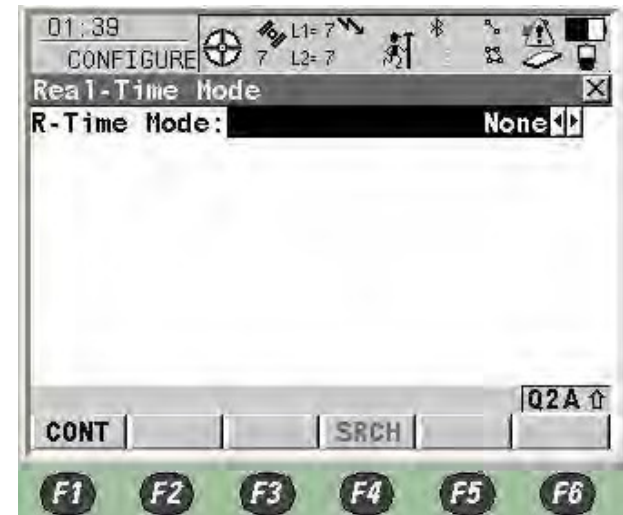 01:39
CONFIGURE
7
L1= 7
L2= 7
Real-Time Mode
R-Time Mode: None
Q2A
CONT SRCH
F1 F2 F3 F4 F5 F6